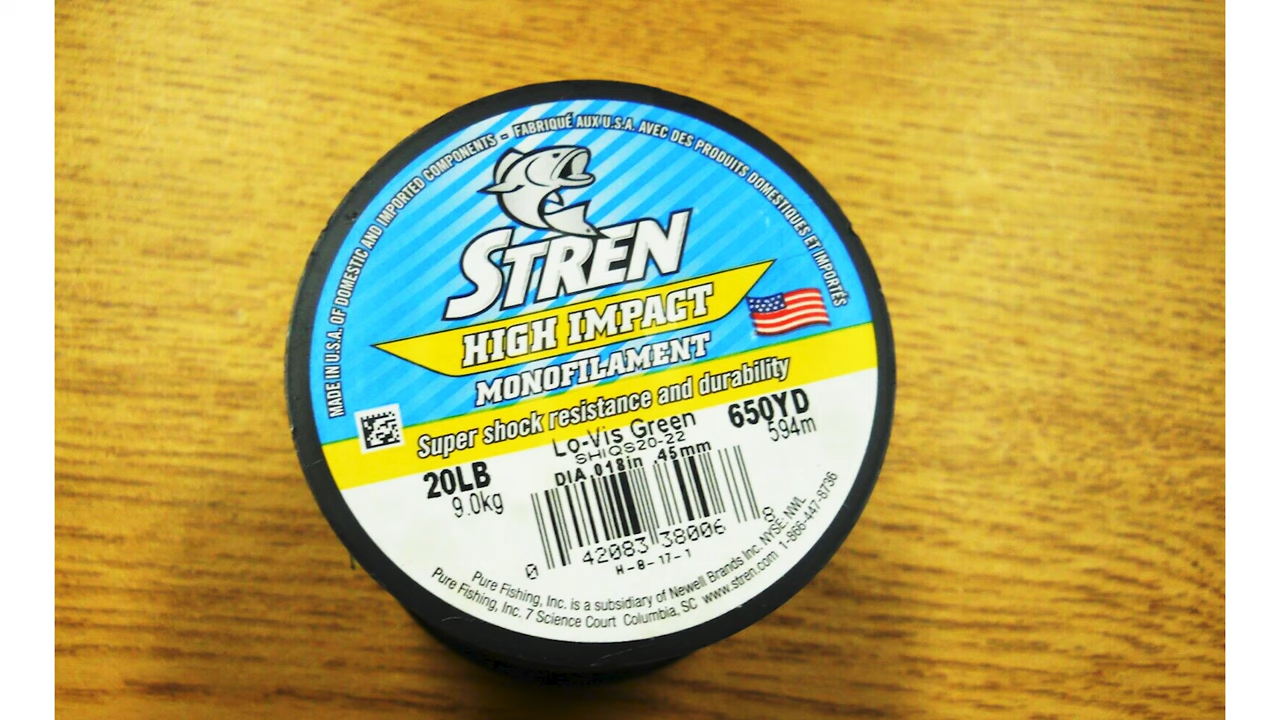 MADE IN U.S.A. OF DOMESTIC AND IMPORTED COMPONENTS - FABRIQUÉ AUX U.S.A. AVEC DES PRODUITS DOMESTIQUES ET IMPORTÉS
STREN
HIGH IMPACT
MONOFILAMENT
Super shock resistance and durability
20LB
9.0kg
Lo-Vis Green
SHIQS20-22
DIA .018in .45mm
650YD
594m
0 42083 38006 8
H-8-17-1
Pure Fishing, Inc. is a subsidiary of Newell Brands Inc. NYSE: NWL
Pure Fishing, Inc. 7 Science Court Columbia, SC www.stren.com 1-866-447-8736